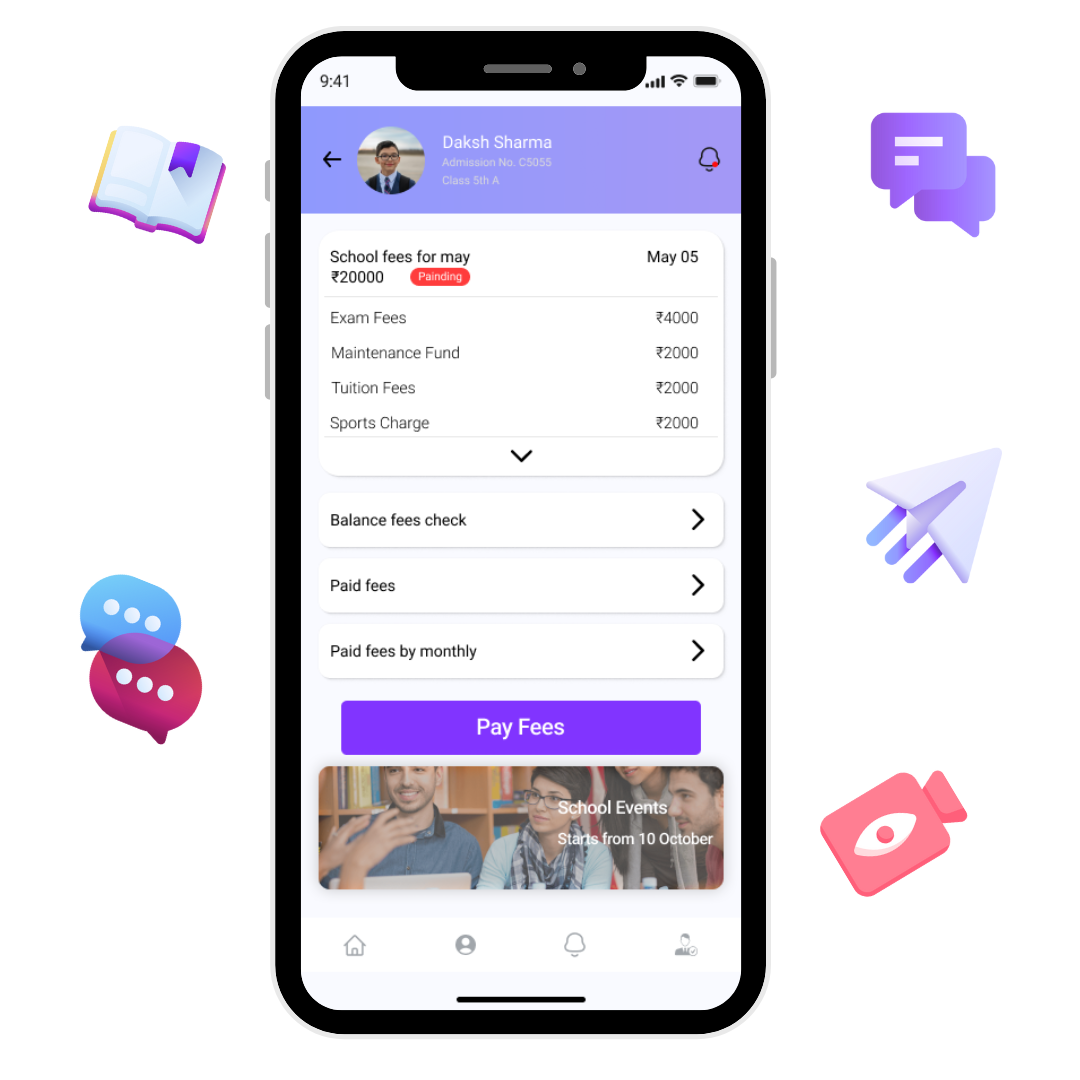 9:41
Daksh Sharma
Admission No. C5055
Class 5th A
School fees for may May 05
₹20000 Painding
Exam Fees ₹4000
Maintenance Fund ₹2000
Tuition Fees ₹2000
Sports Charge ₹2000
Balance fees check
Paid fees
Paid fees by monthly
Pay Fees
School Events
Starts from 10 October